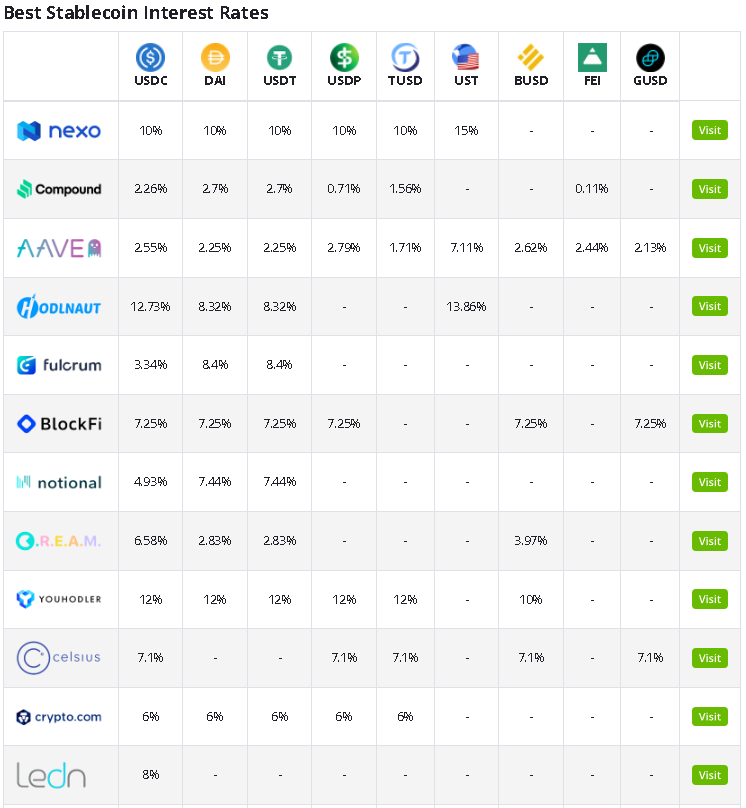 Best Stablecoin Interest Rates
USDC DAI USDT USDP TUSD UST BUSD FEI GUSD
nexo 10% 10% 10% 10% 10% 15% - - - Visit
Compound 2.26% 2.7% 2.7% 0.71% 1.56% - - 0.11% - Visit
AAVE 2.55% 2.25% 2.25% 2.79% 1.71% 7.11% 2.62% 2.44% 2.13% Visit
HODLNAUT 12.73% 8.32% 8.32% - - 13.86% - - - Visit
fulcrum 3.34% 8.4% 8.4% - - - - - - Visit
BlockFi 7.25% 7.25% 7.25% 7.25% - - 7.25% - 7.25% Visit
notional 4.93% 7.44% 7.44% - - - - - - Visit
C.R.E.A.M. 6.58% 2.83% 2.83% - - - 3.97% - - Visit
YOUHODLER 12% 12% 12% 12% 12% - 10% - - Visit
celsius 7.1% - - 7.1% 7.1% - 7.1% - 7.1% Visit
crypto.com 6% 6% 6% 6% 6% - - - - Visit
Ledn 8% - - - - - - - - Visit